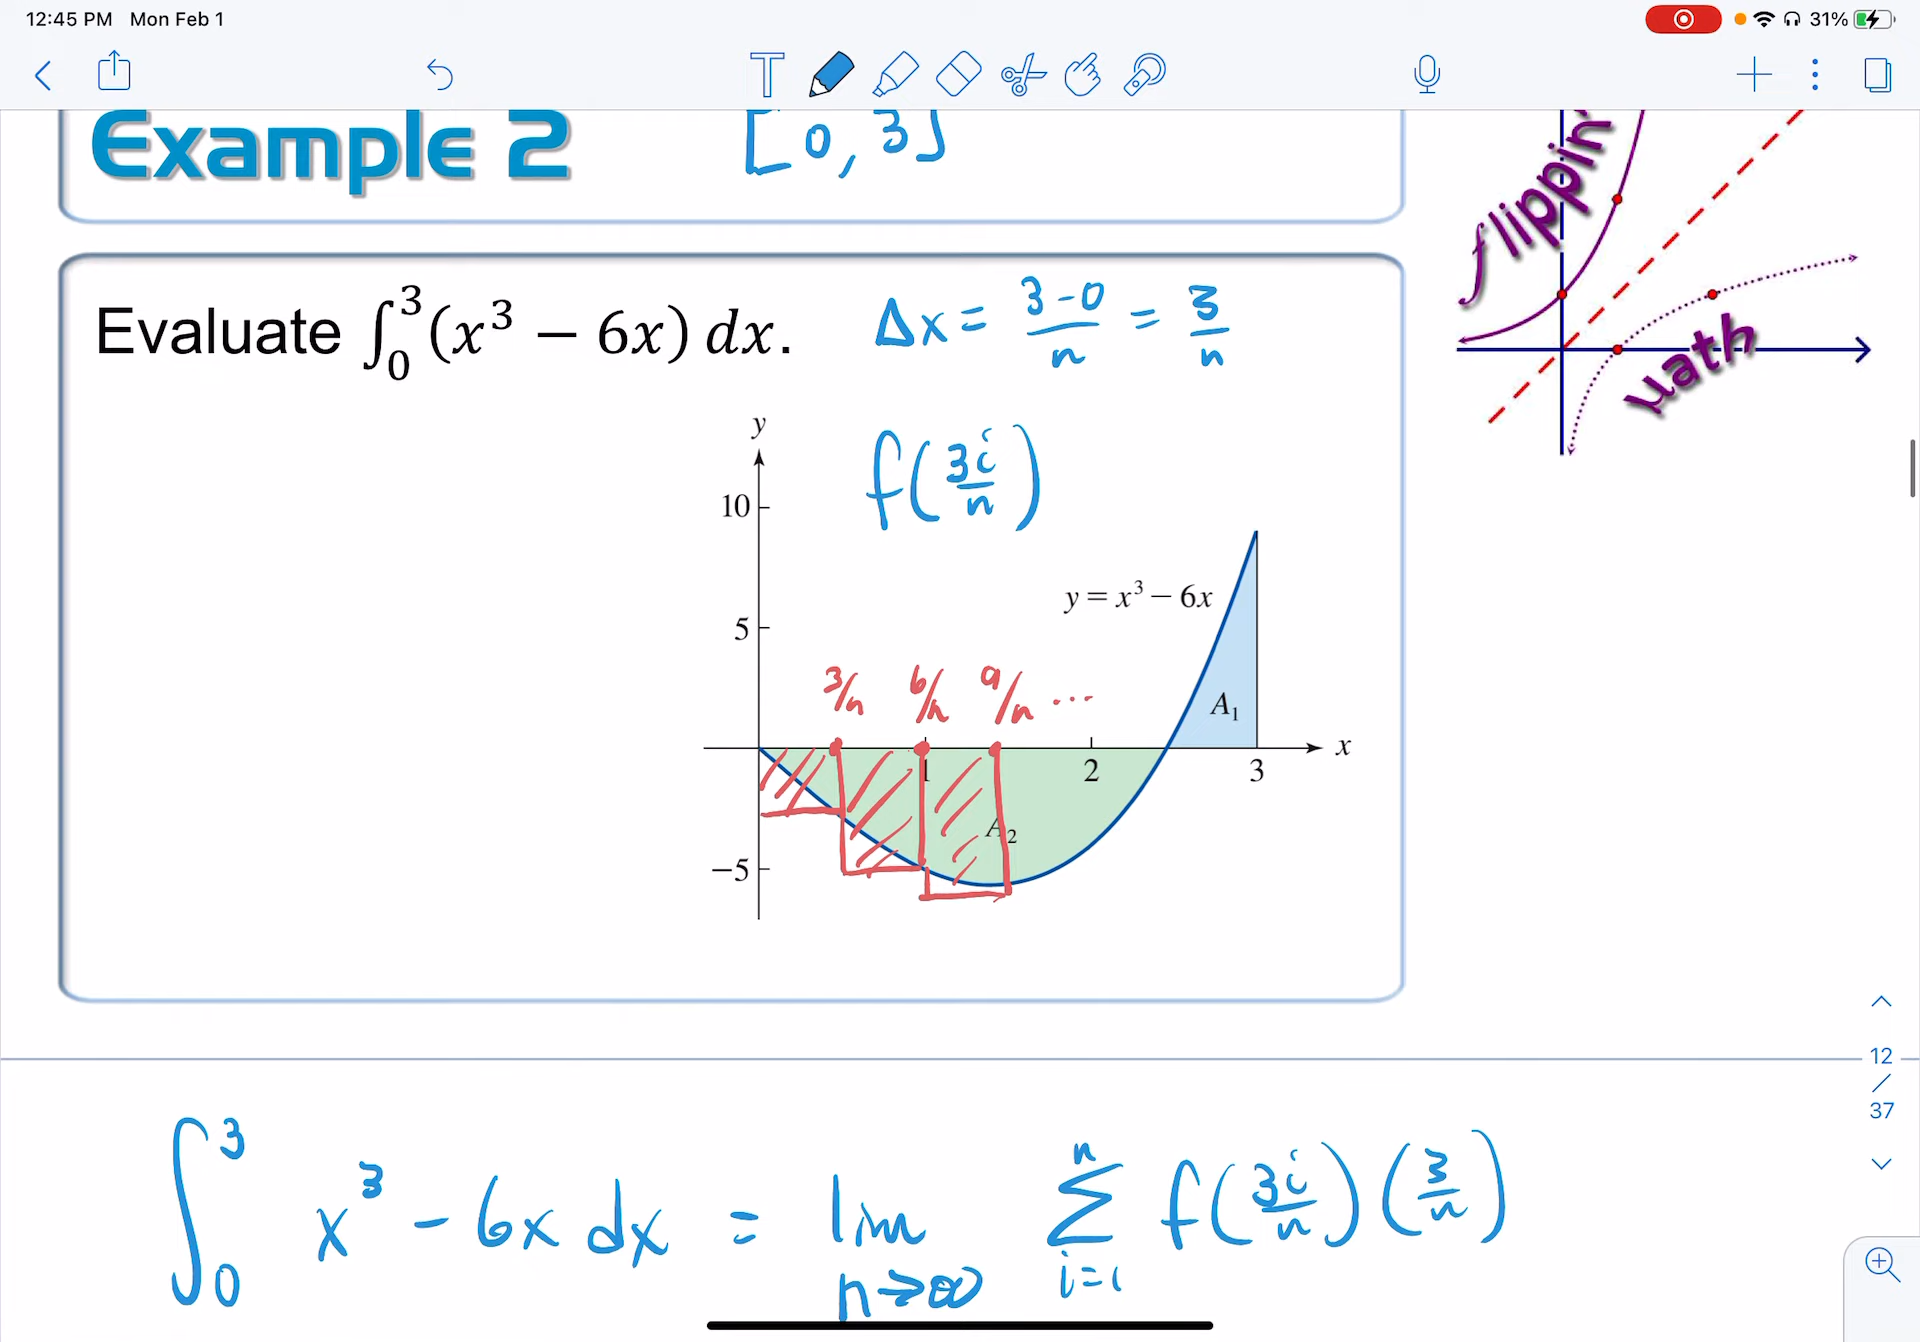 12:45 PM Mon Feb 1
31%
T
Example 2
[0, 3]
flippin'
math
Evaluate ∫₀³(x³ − 6x) dx.
Δx = (3-0)/n = 3/n
y
f(3i/n)
10
y = x³ − 6x
5
3/n 6/n 9/n ...
A₁
x
1 2 3
A₂
−5
12
/
37
∫₀³ x³ - 6x dx = lim n→∞ Σ i=1 n f(3i/n)(3/n)